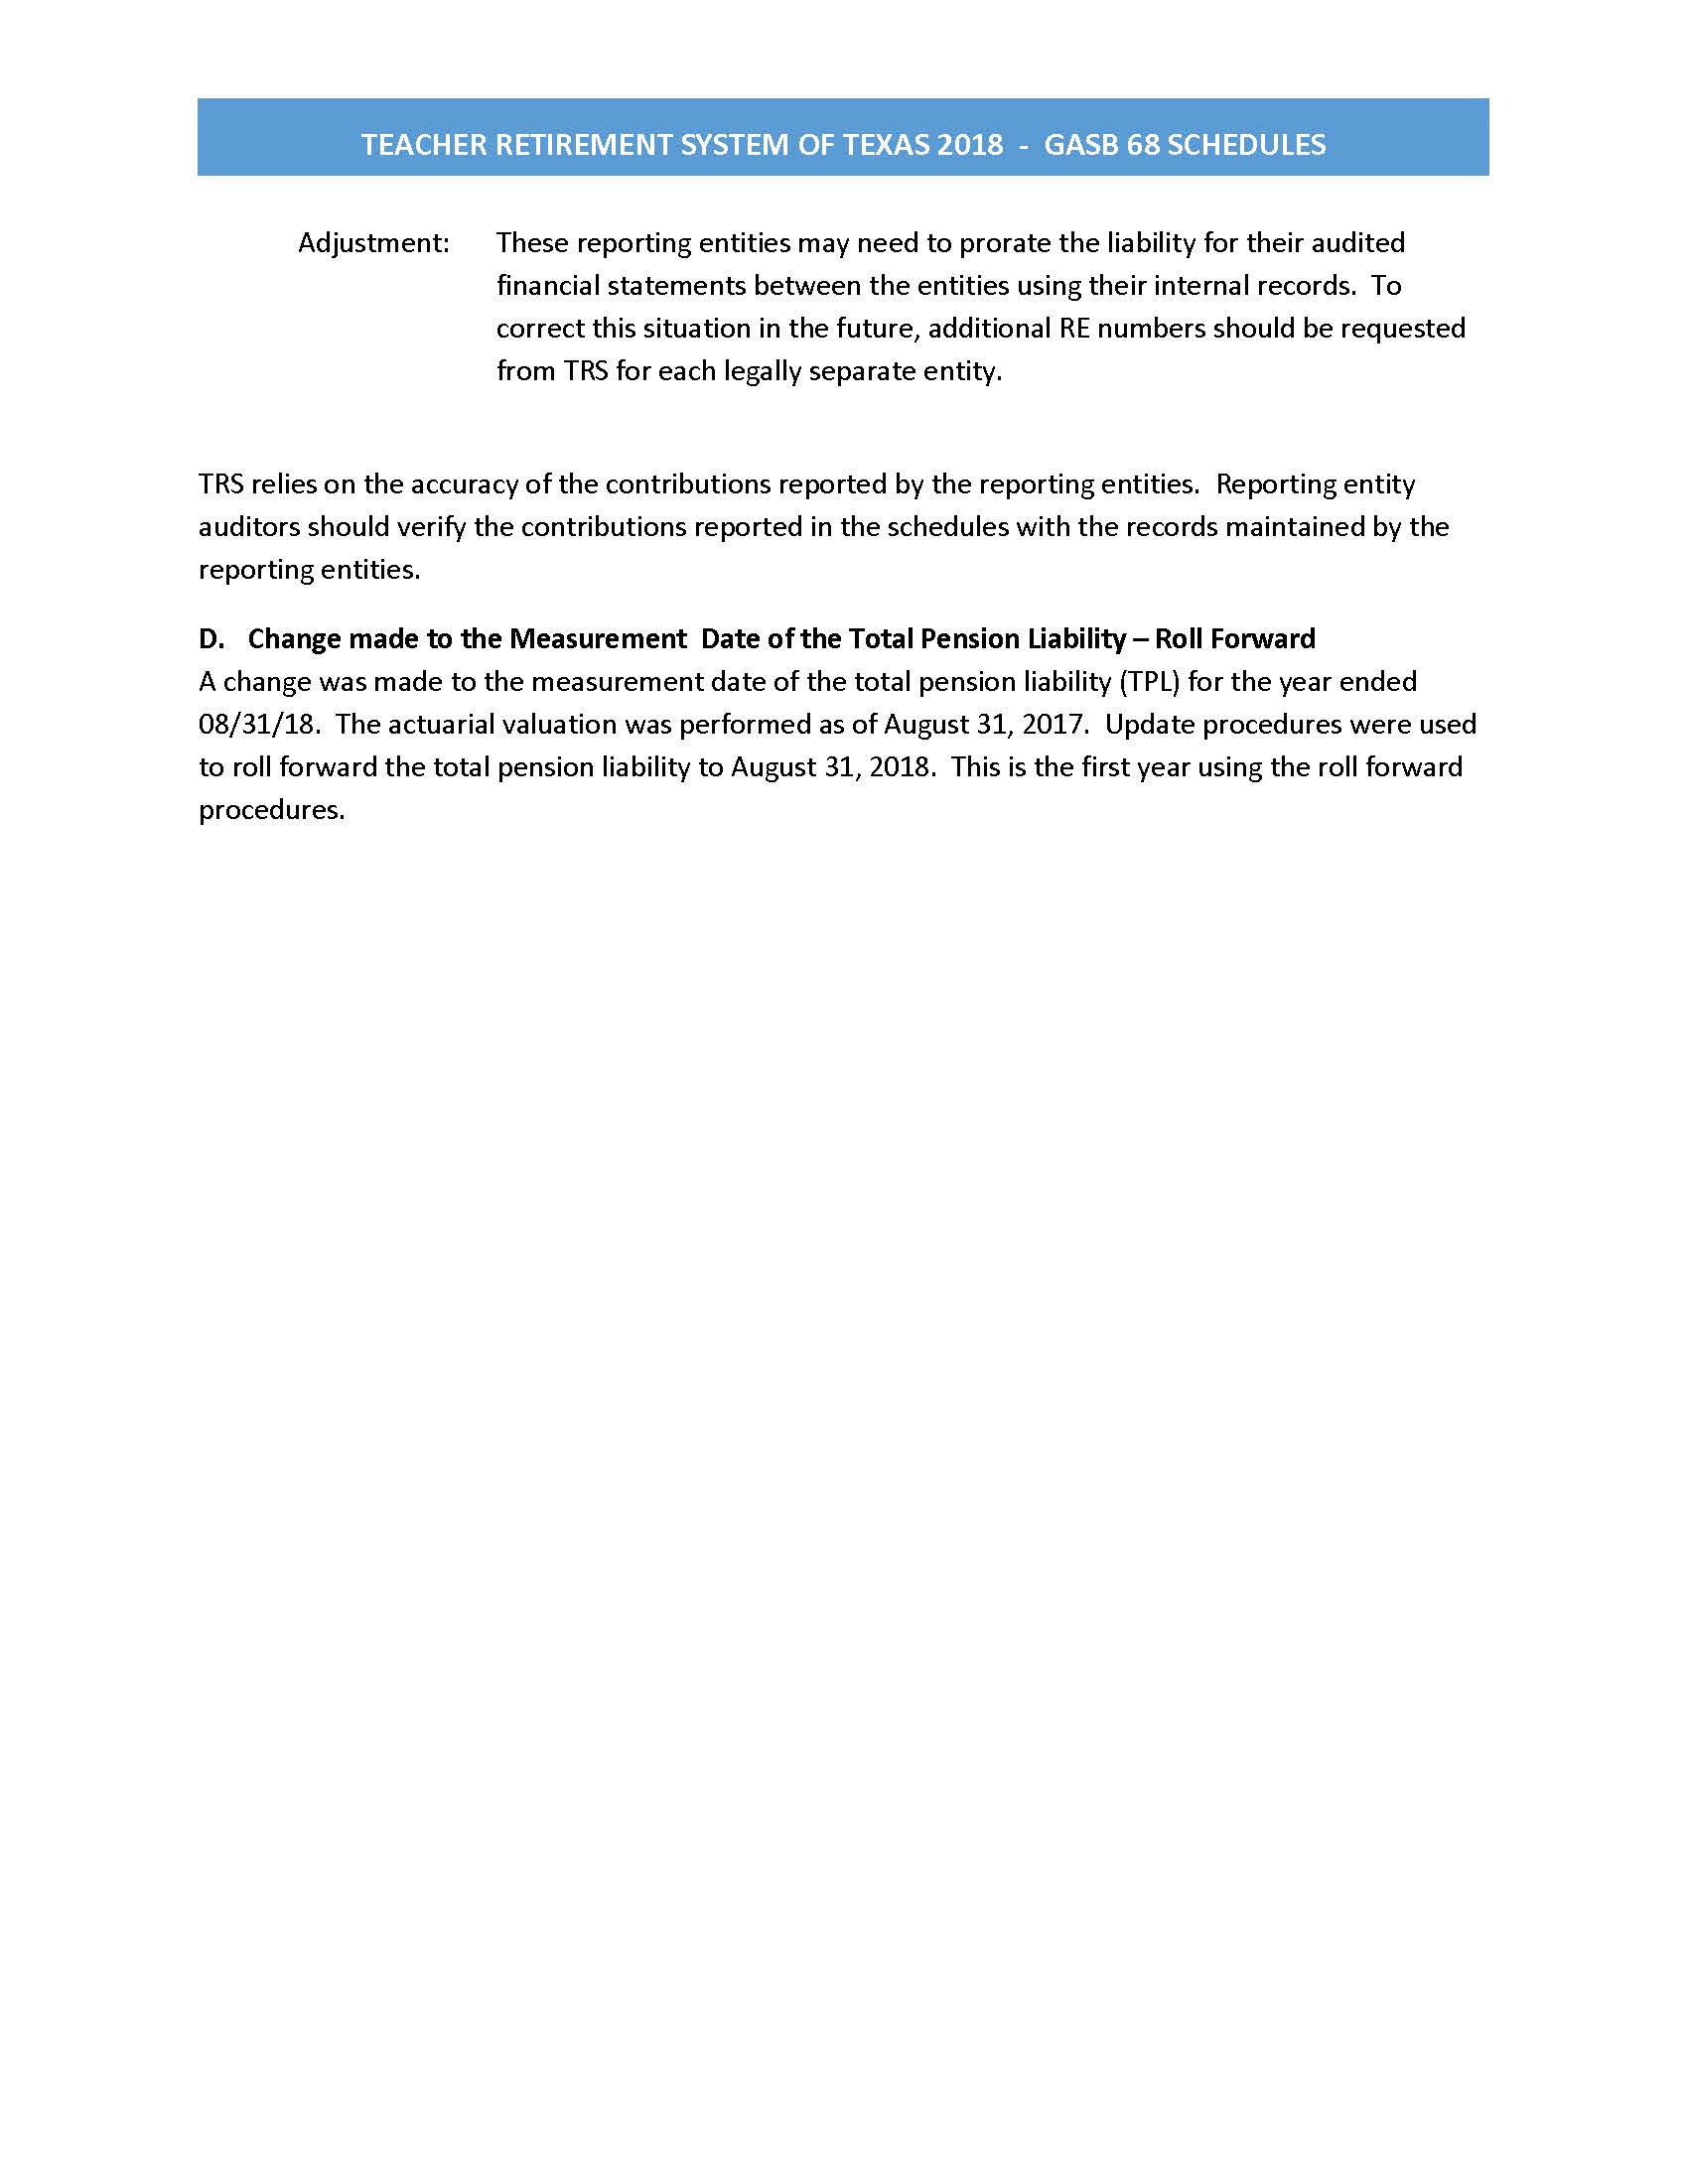 TEACHER RETIREMENT SYSTEM OF TEXAS 2018  -  GASB 68 SCHEDULES
Adjustment: These reporting entities may need to prorate the liability for their audited
financial statements between the entities using their internal records.  To
correct this situation in the future, additional RE numbers should be requested
from TRS for each legally separate entity.
TRS relies on the accuracy of the contributions reported by the reporting entities.  Reporting entity
auditors should verify the contributions reported in the schedules with the records maintained by the
reporting entities.
D.   Change made to the Measurement  Date of the Total Pension Liability – Roll Forward
A change was made to the measurement date of the total pension liability (TPL) for the year ended
08/31/18.  The actuarial valuation was performed as of August 31, 2017.  Update procedures were used
to roll forward the total pension liability to August 31, 2018.  This is the first year using the roll forward
procedures.